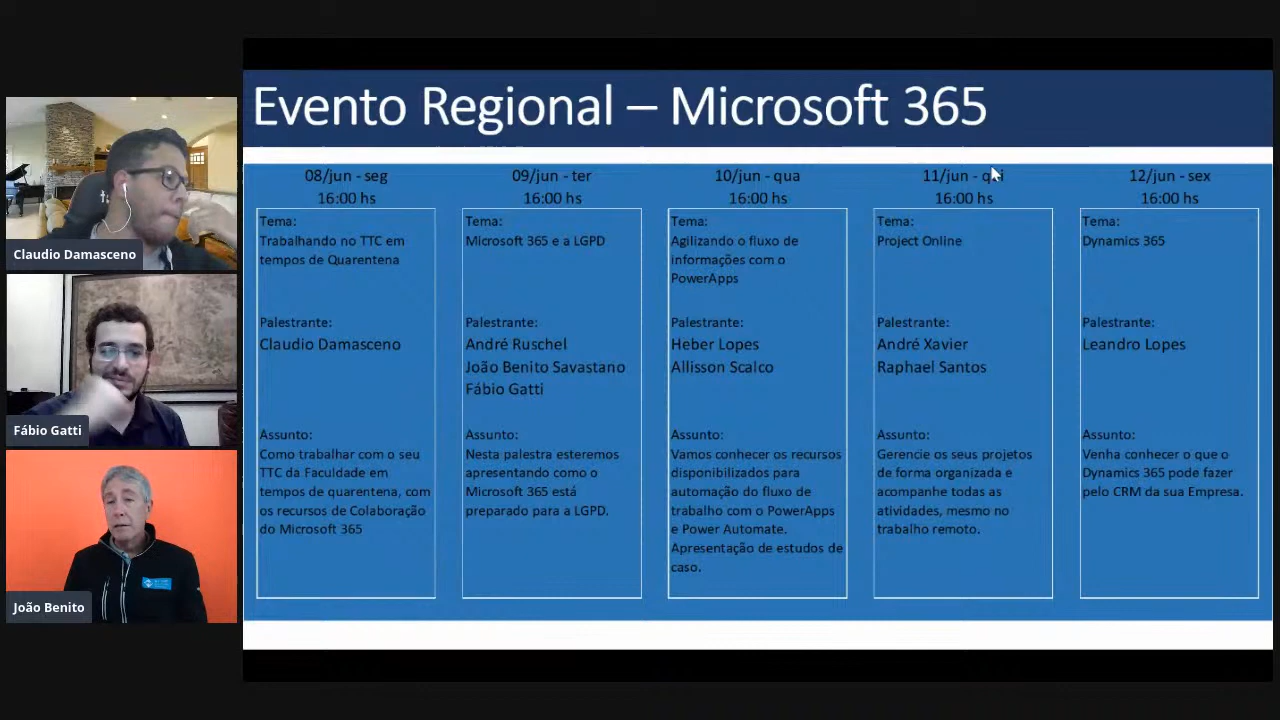 Evento Regional – Microsoft 365
08/jun - seg
16:00 hs
Tema:
Trabalhando no TTC em
tempos de Quarentena
Palestrante:
Claudio Damasceno
Assunto:
Como trabalhar com o seu
TTC da Faculdade em
tempos de quarentena, com
os recursos de Colaboração
do Microsoft 365
09/jun - ter
16:00 hs
Tema:
Microsoft 365 e a LGPD
Palestrante:
André Ruschel
João Benito Savastano
Fábio Gatti
Assunto:
Nesta palestra esteremos
apresentando como o
Microsoft 365 está
preparado para a LGPD.
10/jun - qua
16:00 hs
Tema:
Agilizando o fluxo de
informações com o
PowerApps
Palestrante:
Heber Lopes
Allisson Scalco
Assunto:
Vamos conhecer os recursos
disponibilizados para
automação do fluxo de
trabalho com o PowerApps
e Power Automate.
Apresentação de estudos de
caso.
11/jun -
16:00 hs
Tema:
Project Online
Palestrante:
André Xavier
Raphael Santos
Assunto:
Gerencie os seus projetos
de forma organizada e
acompanhe todas as
atividades, mesmo no
trabalho remoto.
12/jun - sex
16:00 hs
Tema:
Dynamics 365
Palestrante:
Leandro Lopes
Assunto:
Venha conhecer o que o
Dynamics 365 pode fazer
pelo CRM da sua Empresa.
Claudio Damasceno
Fábio Gatti
João Benito